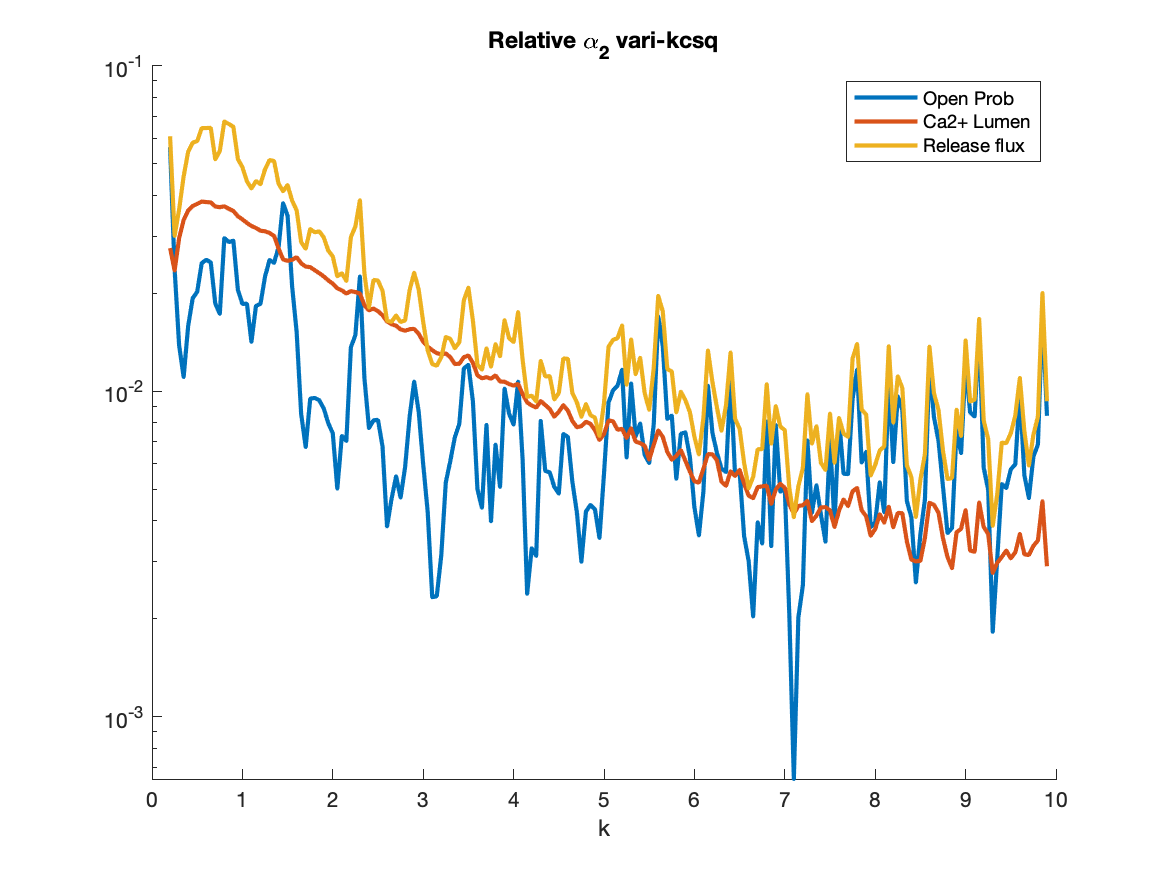 Relative α₂ vari-kcsq
10⁻¹
Open Prob
Ca2+ Lumen
Release flux
10⁻²
10⁻³
0 1 2 3 4 5 6 7 8 9 10
k